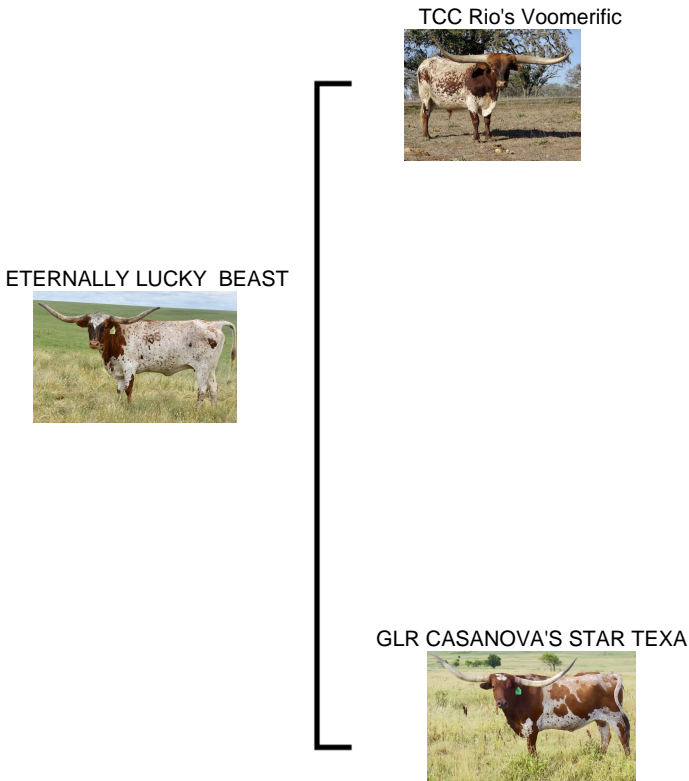 TCC Rio's Voomerific
ETERNALLY LUCKY  BEAST
GLR CASANOVA'S STAR TEXA